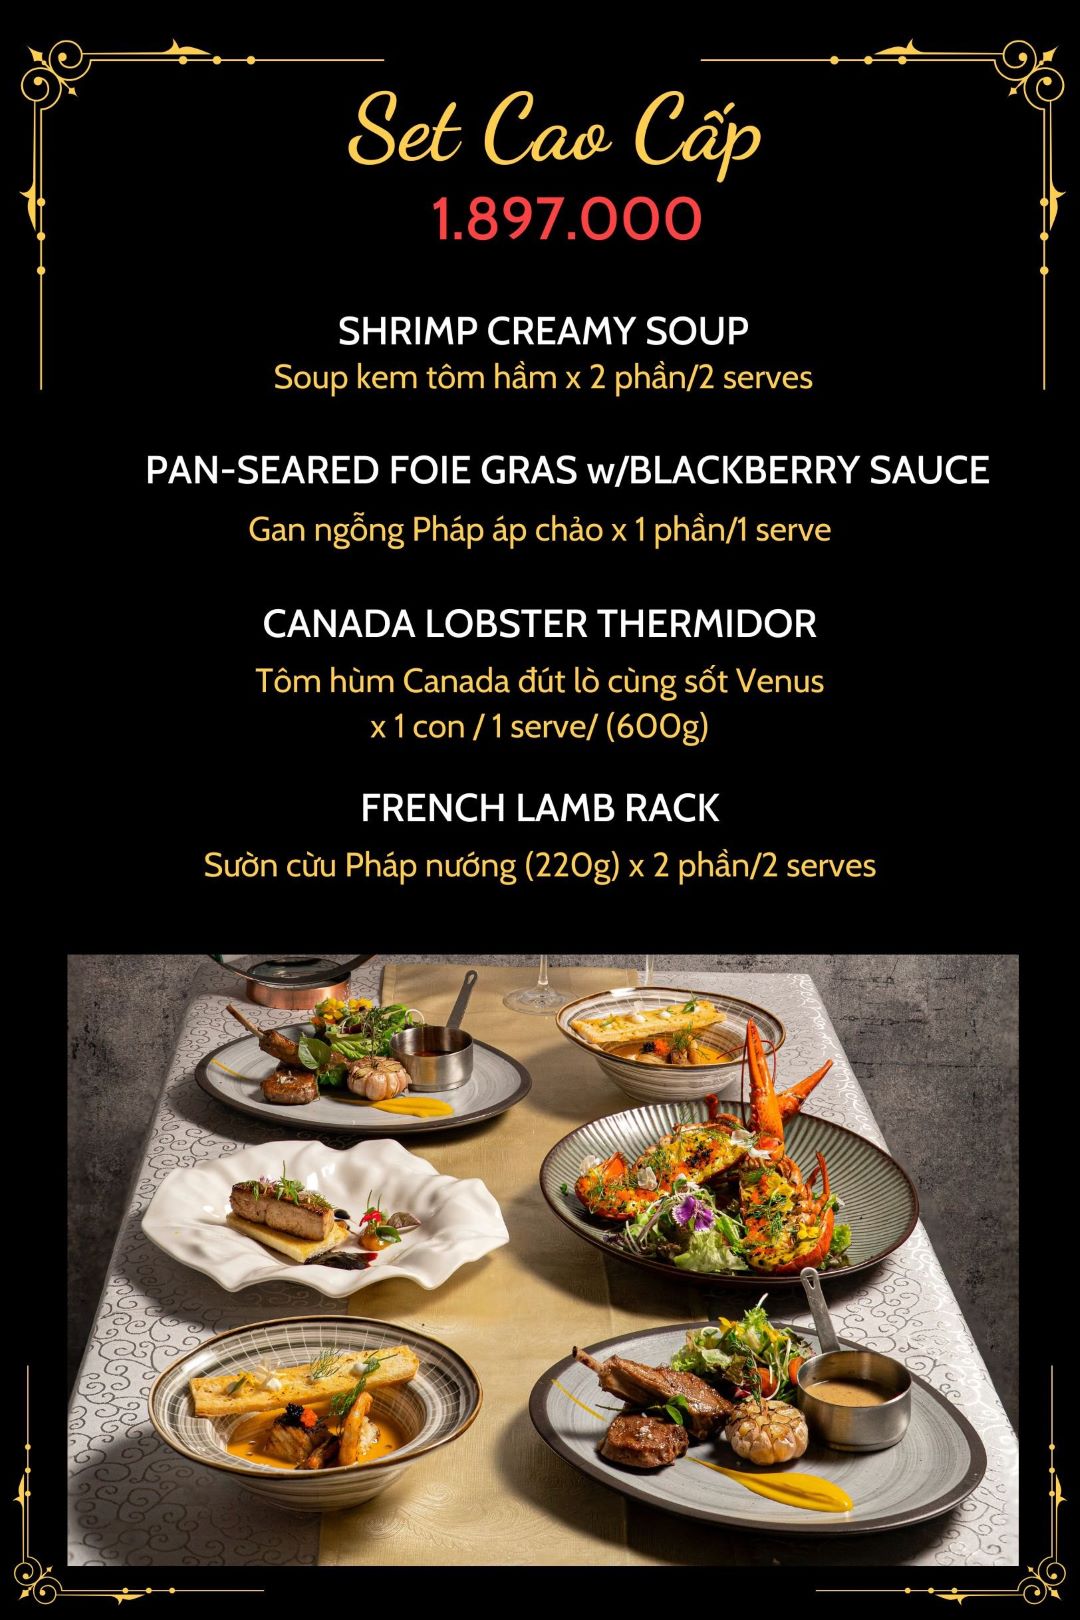 Set Cao Cấp
1.897.000
SHRIMP CREAMY SOUP
Soup kem tôm hầm x 2 phần/2 serves
PAN-SEARED FOIE GRAS w/BLACKBERRY SAUCE
Gan ngỗng Pháp áp chảo x 1 phần/1 serve
CANADA LOBSTER THERMIDOR
Tôm hùm Canada đút lò cùng sốt Venus
x 1 con / 1 serve/ (600g)
FRENCH LAMB RACK
Sườn cừu Pháp nướng (220g) x 2 phần/2 serves